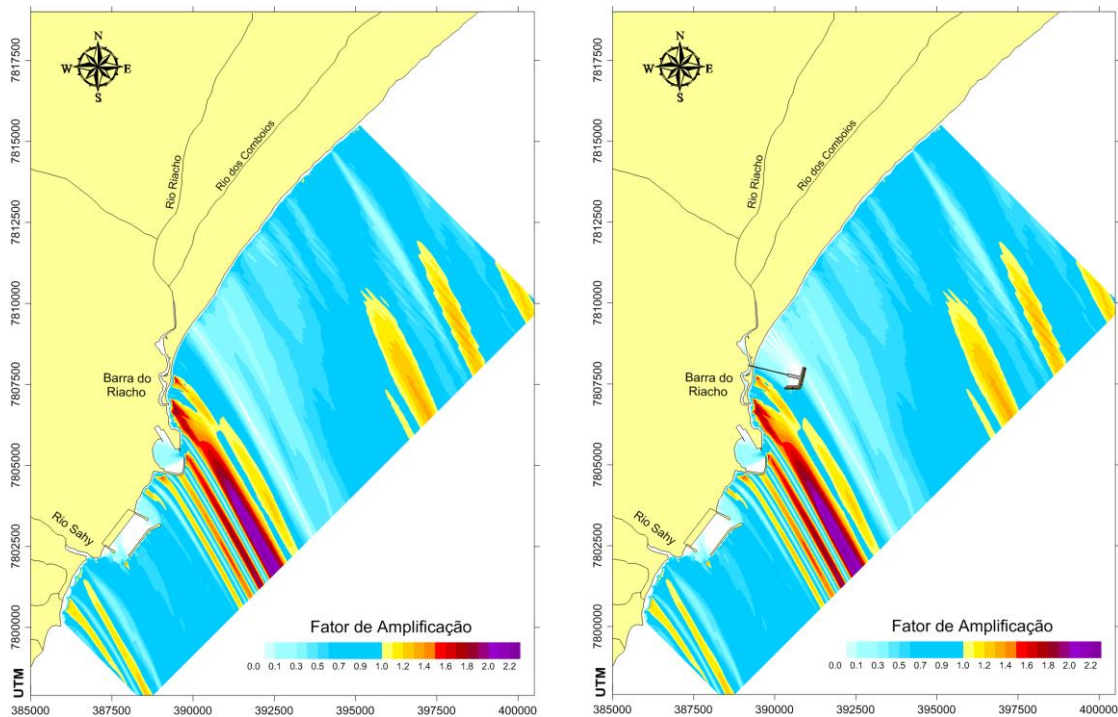 N
W E
S
7817500
7815000
7812500
7810000
7807500
7805000
7802500
7800000
UTM
Rio Riacho
Rio dos Comboios
Barra do
Riacho
Rio Sahy
Fator de Amplificação
0.0 0.1 0.3 0.5 0.7 0.9 1.0 1.2 1.4 1.5 1.6 1.8 2.0 2.2
385000 387500 390000 392500 395000 397500 400000
N
W E
S
7817500
7815000
7812500
7810000
7807500
7805000
7802500
7800000
UTM
Rio Riacho
Rio dos Comboios
Barra do
Riacho
Rio Sahy
Fator de Amplificação
0.0 0.1 0.3 0.5 0.7 0.9 1.0 1.2 1.4 1.5 1.6 1.8 2.0 2.2
385000 387500 390000 392500 395000 397500 400000